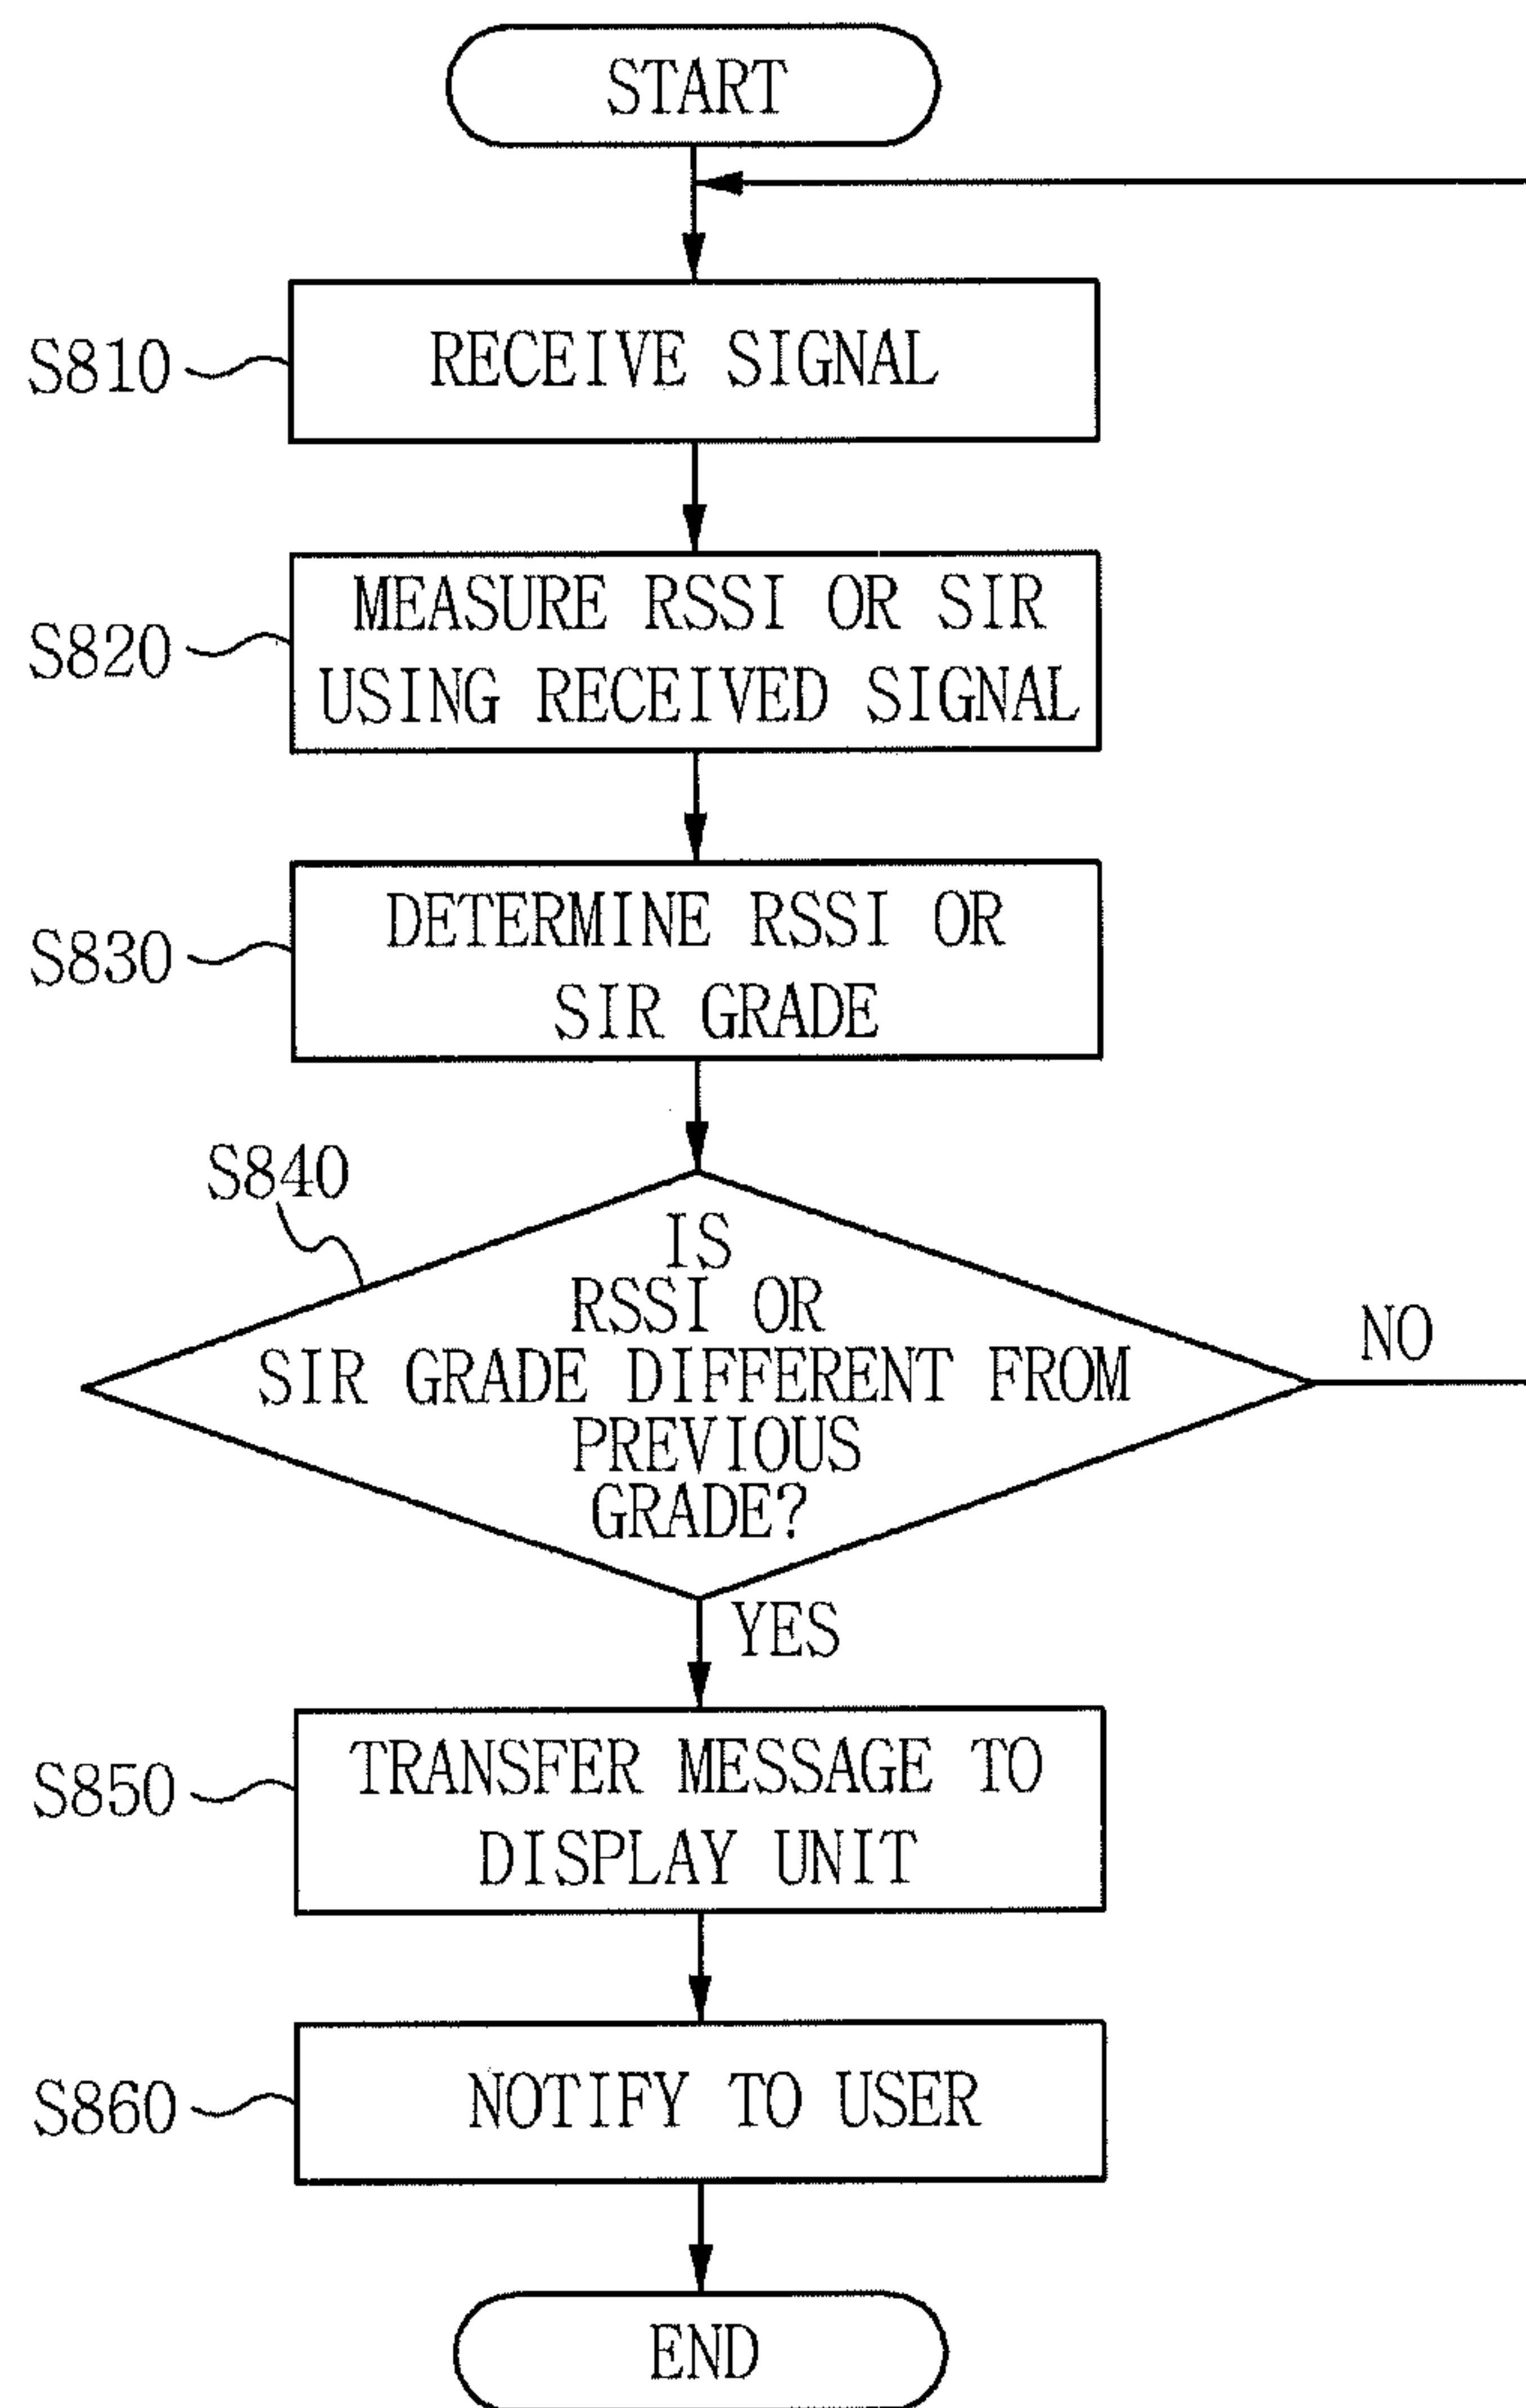 START
S810
RECEIVE SIGNAL
S820
MEASURE RSSI OR SIR
USING RECEIVED SIGNAL
S830
DETERMINE RSSI OR
SIR GRADE
S840
IS
RSSI OR
SIR GRADE DIFFERENT FROM
PREVIOUS
GRADE?
NO
YES
S850
TRANSFER MESSAGE TO
DISPLAY UNIT
S860
NOTIFY TO USER
END